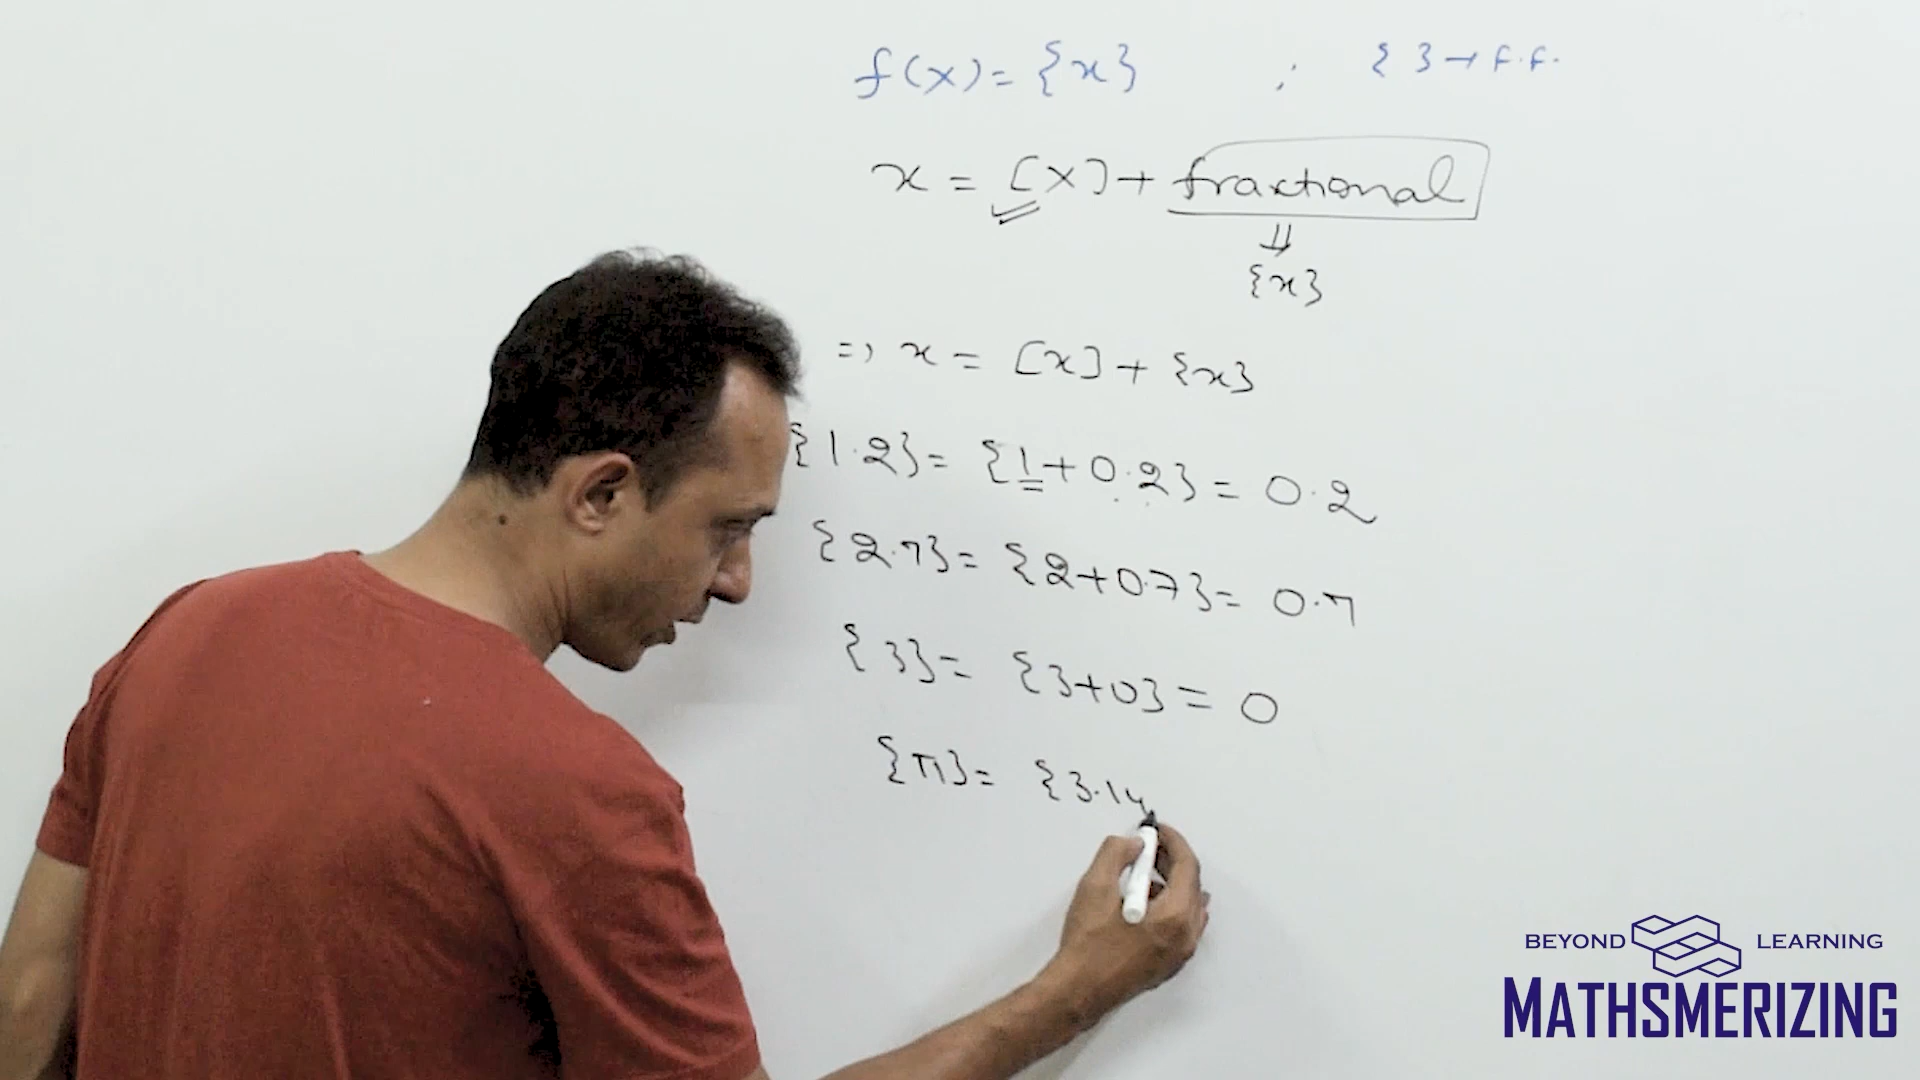 f(x) = {x} ; { } → F.F.
x = [x] + fractional
⇓
{x}
=> x = [x] + {x}
{1.2} = {1 + 0.2} = 0.2
{2.7} = {2+0.7} = 0.7
{3} = {3+0} = 0
{π} = {3.14
BEYOND LEARNING
MATHSMERIZING